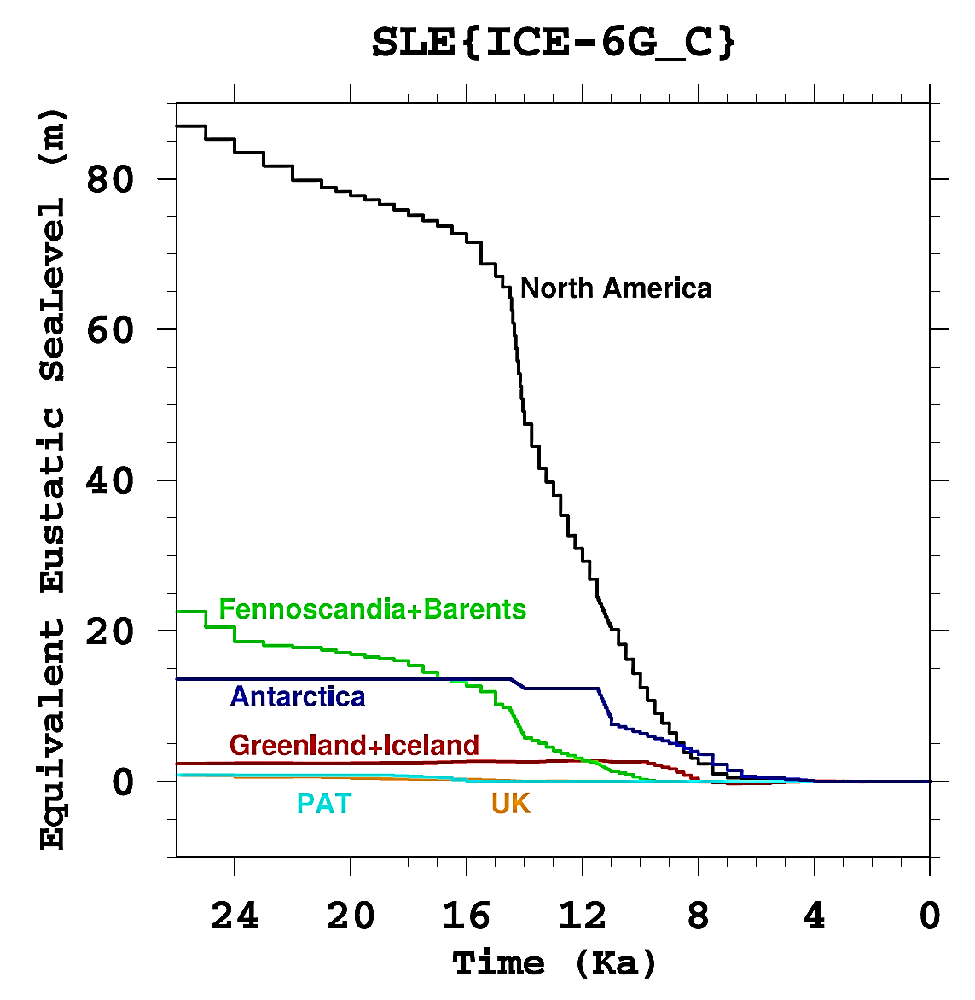 SLE{ICE-6G_C}
Equivalent Eustatic SeaLevel (m)
80
60
40
20
0
North America
Fennoscandia+Barents
Antarctica
Greenland+Iceland
PAT
UK
24 20 16 12 8 4 0
Time (Ka)